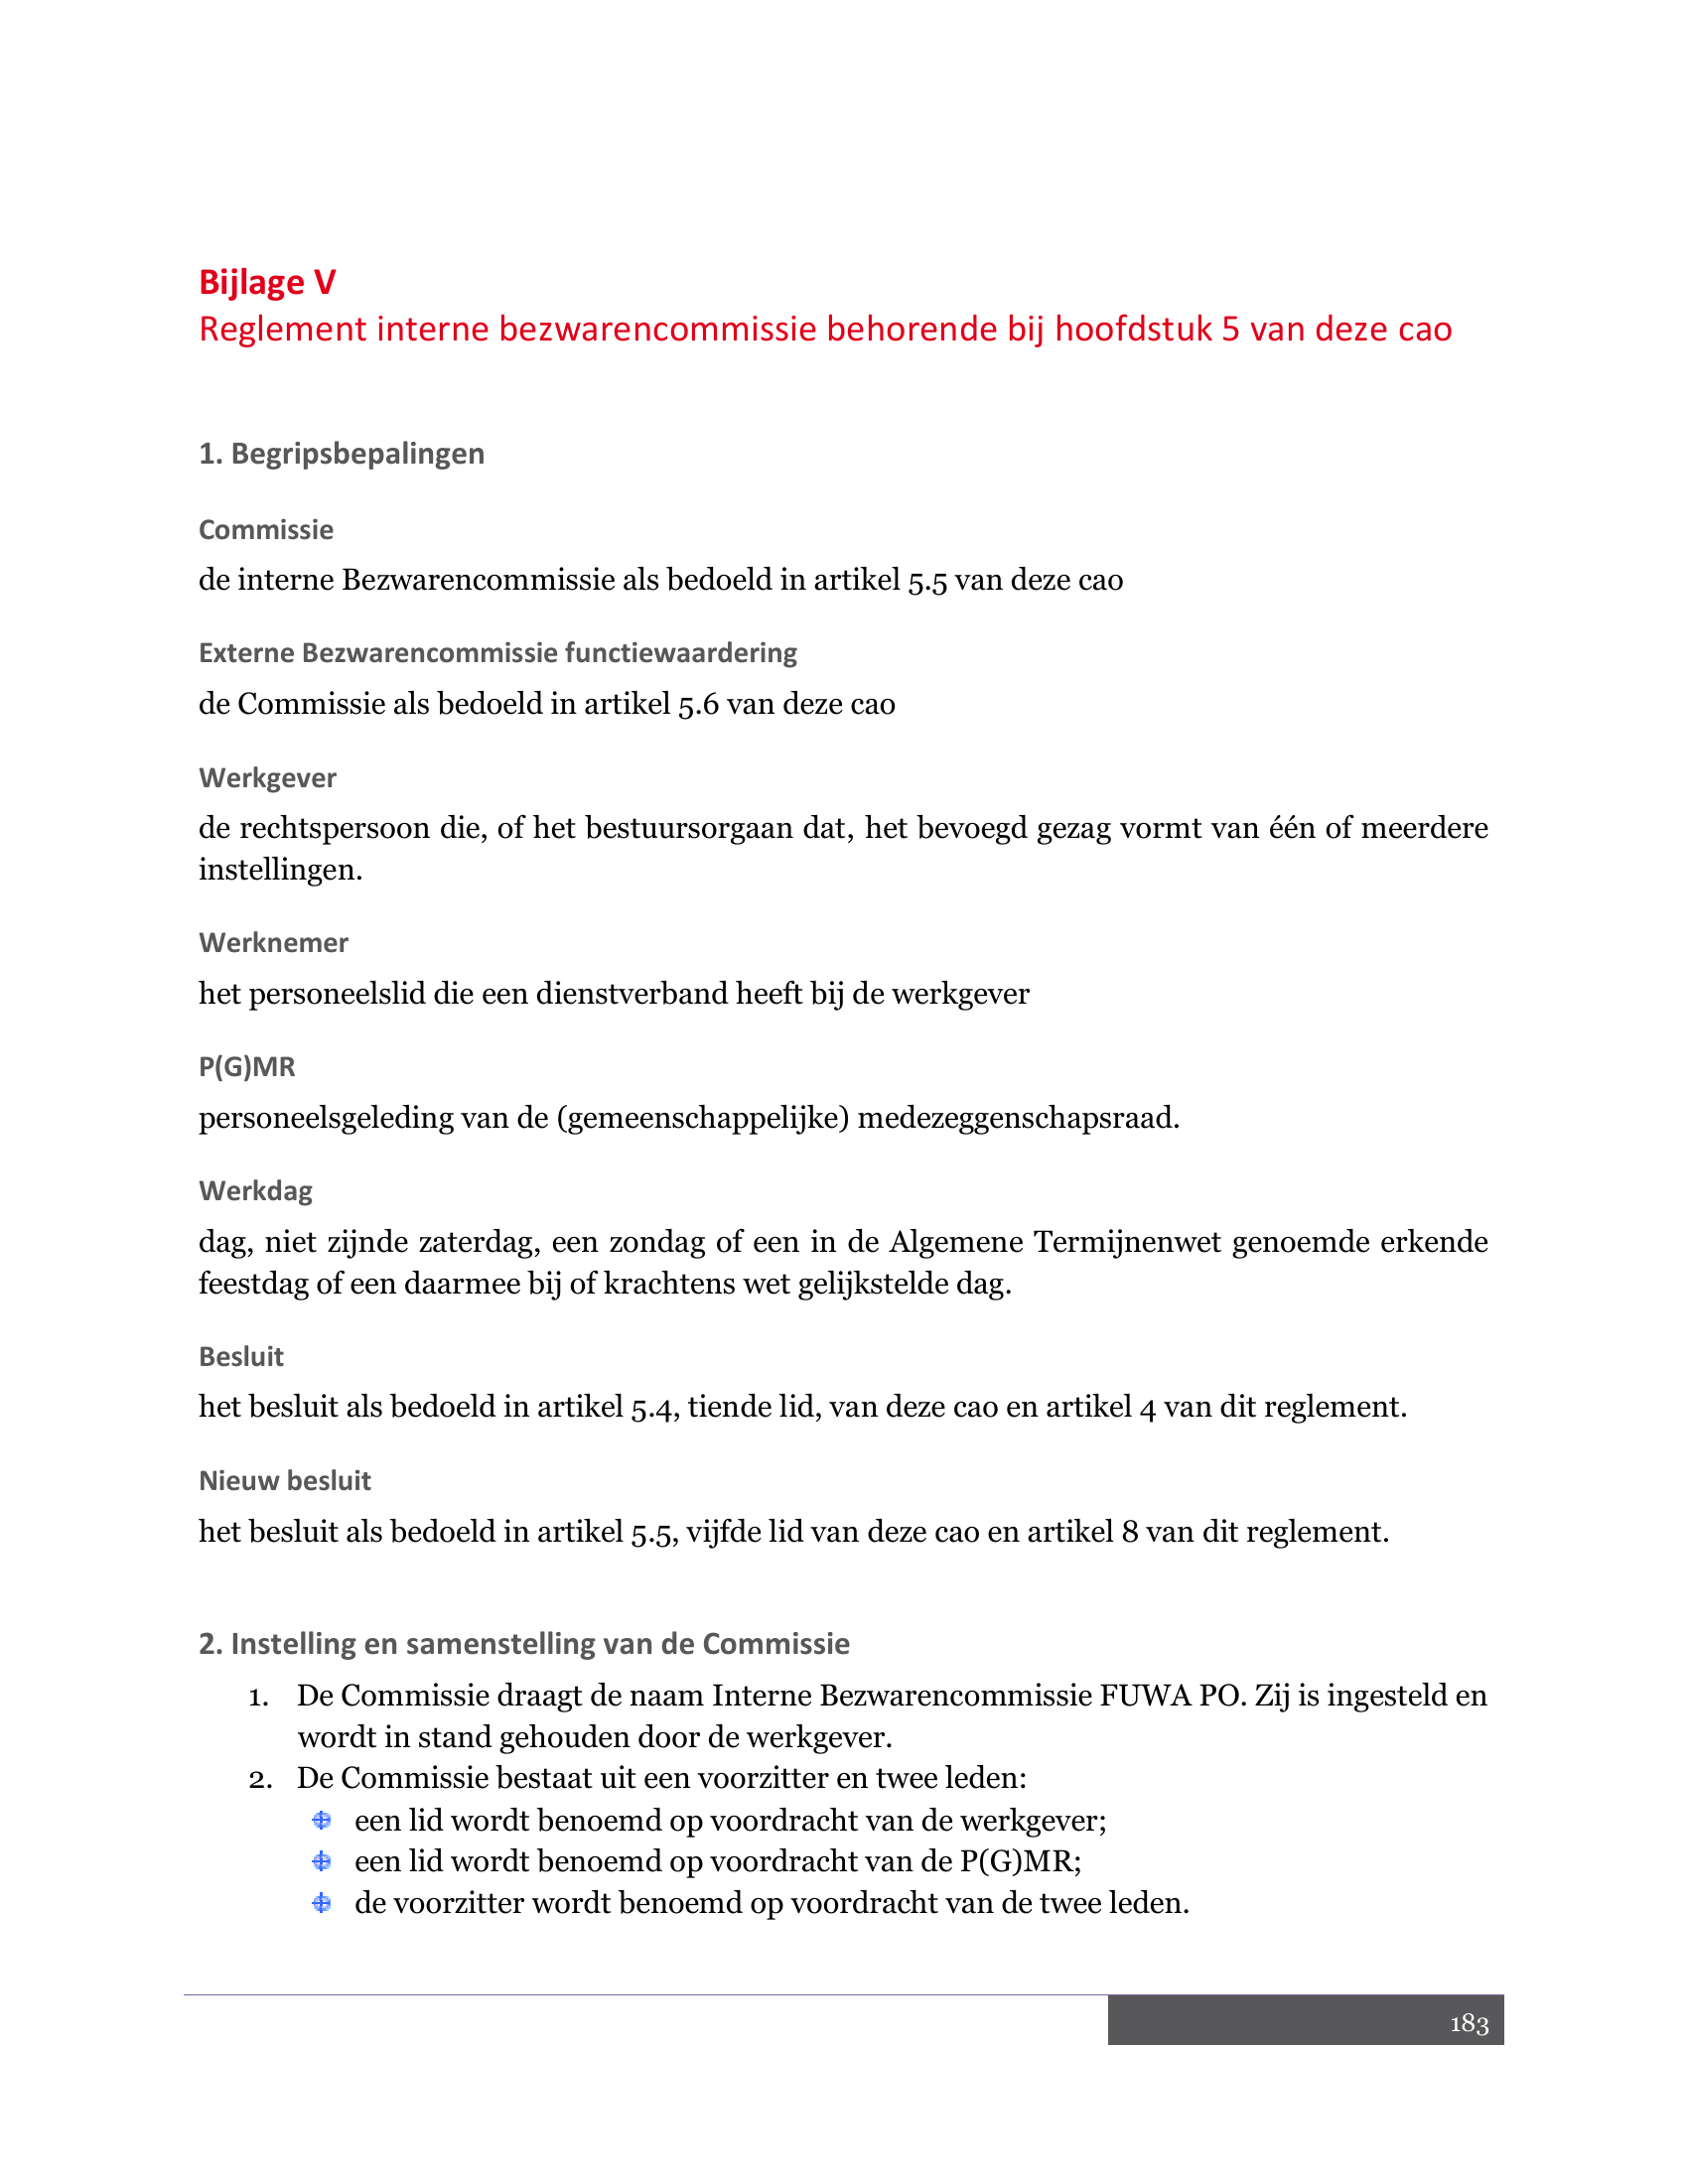 Bijlage V
Reglement interne bezwarencommissie behorende bij hoofdstuk 5 van deze cao
1. Begripsbepalingen
Commissie
de interne Bezwarencommissie als bedoeld in artikel 5.5 van deze cao
Externe Bezwarencommissie functiewaardering
de Commissie als bedoeld in artikel 5.6 van deze cao
Werkgever
de rechtspersoon die, of het bestuursorgaan dat, het bevoegd gezag vormt van één of meerdere
instellingen.
Werknemer
het personeelslid die een dienstverband heeft bij de werkgever
P(G)MR
personeelsgeleding van de (gemeenschappelijke) medezeggenschapsraad.
Werkdag
dag, niet zijnde zaterdag, een zondag of een in de Algemene Termijnenwet genoemde erkende
feestdag of een daarmee bij of krachtens wet gelijkstelde dag.
Besluit
het besluit als bedoeld in artikel 5.4, tiende lid, van deze cao en artikel 4 van dit reglement.
Nieuw besluit
het besluit als bedoeld in artikel 5.5, vijfde lid van deze cao en artikel 8 van dit reglement.
2. Instelling en samenstelling van de Commissie
1. De Commissie draagt de naam Interne Bezwarencommissie FUWA PO. Zij is ingesteld en
wordt in stand gehouden door de werkgever.
2. De Commissie bestaat uit een voorzitter en twee leden:
een lid wordt benoemd op voordracht van de werkgever;
een lid wordt benoemd op voordracht van de P(G)MR;
de voorzitter wordt benoemd op voordracht van de twee leden.
183